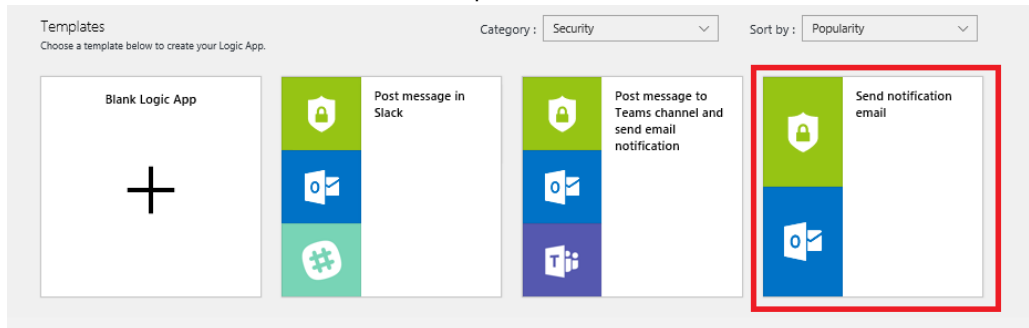 Templates
Category : Security
Sort by : Popularity
Choose a template below to create your Logic App.
Blank Logic App
Post message in
Slack
Post message to
Teams channel and
send email
notification
Send notification
email